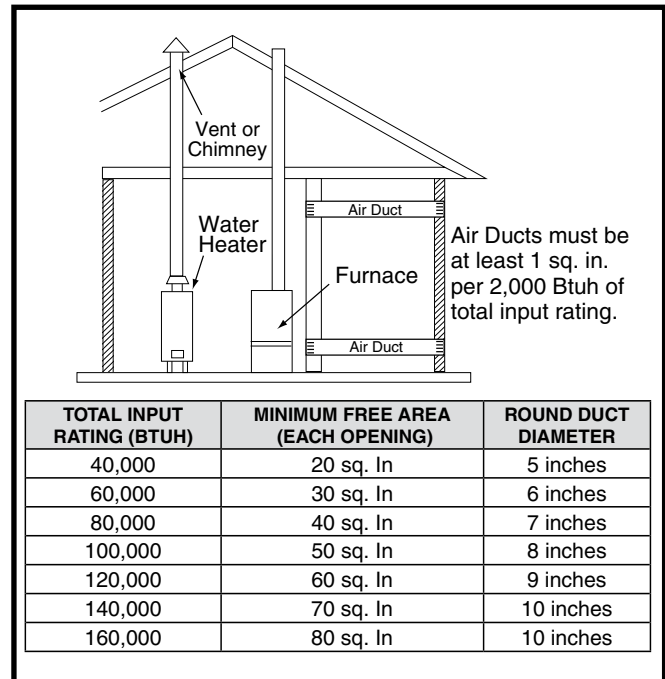 Vent or
Chimney
Air Duct
Water
Heater
Furnace
Air Ducts must be
at least 1 sq. in.
per 2,000 Btuh of
total input rating.
Air Duct
TOTAL INPUT RATING (BTUH) MINIMUM FREE AREA (EACH OPENING) ROUND DUCT DIAMETER
40,000 20 sq. In 5 inches
60,000 30 sq. In 6 inches
80,000 40 sq. In 7 inches
100,000 50 sq. In 8 inches
120,000 60 sq. In 9 inches
140,000 70 sq. In 10 inches
160,000 80 sq. In 10 inches